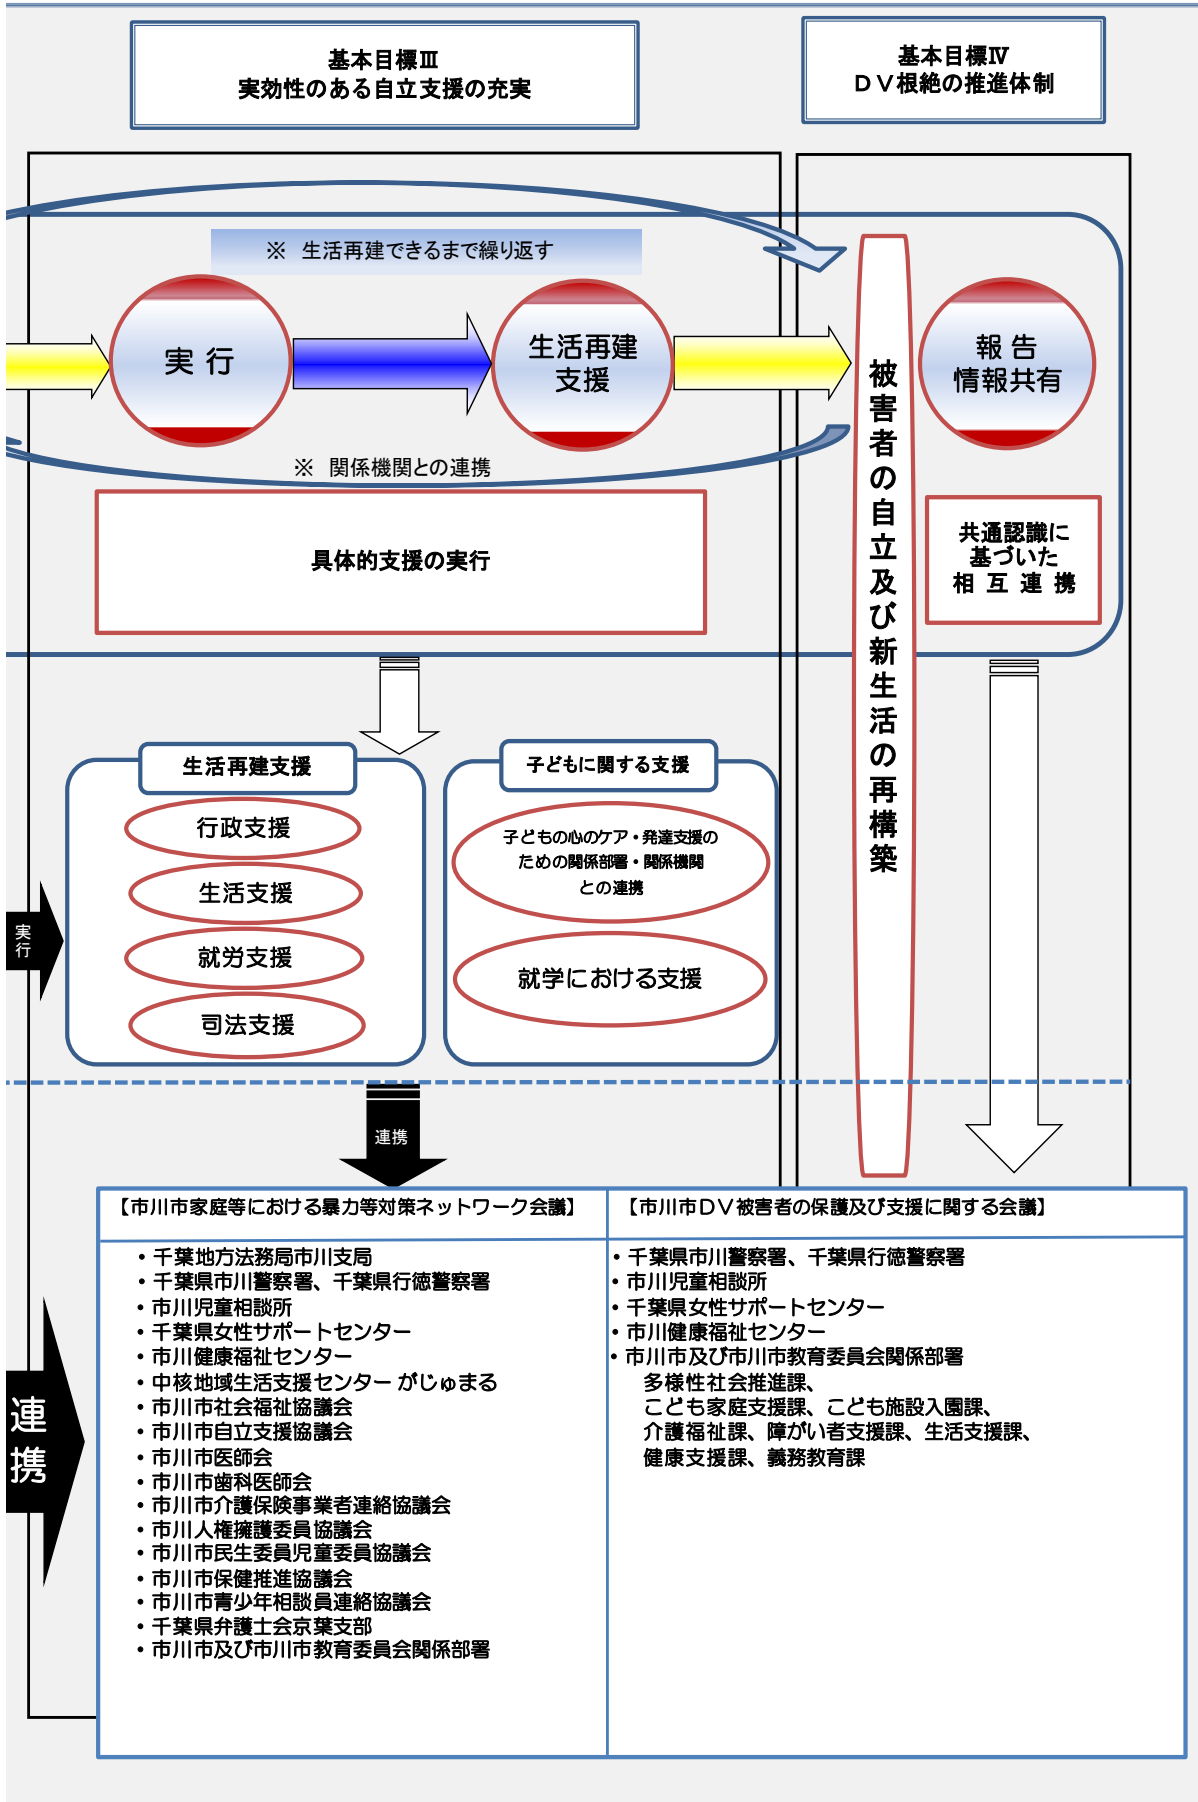 基本目標Ⅲ
実効性のある自立支援の充実
基本目標Ⅳ
ＤＶ根絶の推進体制
※　生活再建できるまで繰り返す
実 行
生活再建
支援
報 告
情報共有
※　関係機関との連携
具体的支援の実行
被害者の自立及び新生活の再構築
共通認識に
基づいた
相 互 連 携
生活再建支援
行政支援
生活支援
就労支援
司法支援
子どもに関する支援
子どもの心のケア・発達支援の
ための関係部署・関係機関
との連携
就学における支援
実行
連携
連携
【市川市家庭等における暴力等対策ネットワーク会議】
・千葉地方法務局市川支局
・千葉県市川警察署、千葉県行徳警察署
・市川児童相談所
・千葉県女性サポートセンター
・市川健康福祉センター
・中核地域生活支援センター がじゅまる
・市川市社会福祉協議会
・市川市自立支援協議会
・市川市医師会
・市川市歯科医師会
・市川市介護保険事業者連絡協議会
・市川人権擁護委員協議会
・市川市民生委員児童委員協議会
・市川市保健推進協議会
・市川市青少年相談員連絡協議会
・千葉県弁護士会京葉支部
・市川市及び市川市教育委員会関係部署
【市川市ＤＶ被害者の保護及び支援に関する会議】
・千葉県市川警察署、千葉県行徳警察署
・市川児童相談所
・千葉県女性サポートセンター
・市川健康福祉センター
・市川市及び市川市教育委員会関係部署
多様性社会推進課、
こども家庭支援課、こども施設入園課、
介護福祉課、障がい者支援課、生活支援課、
健康支援課、義務教育課